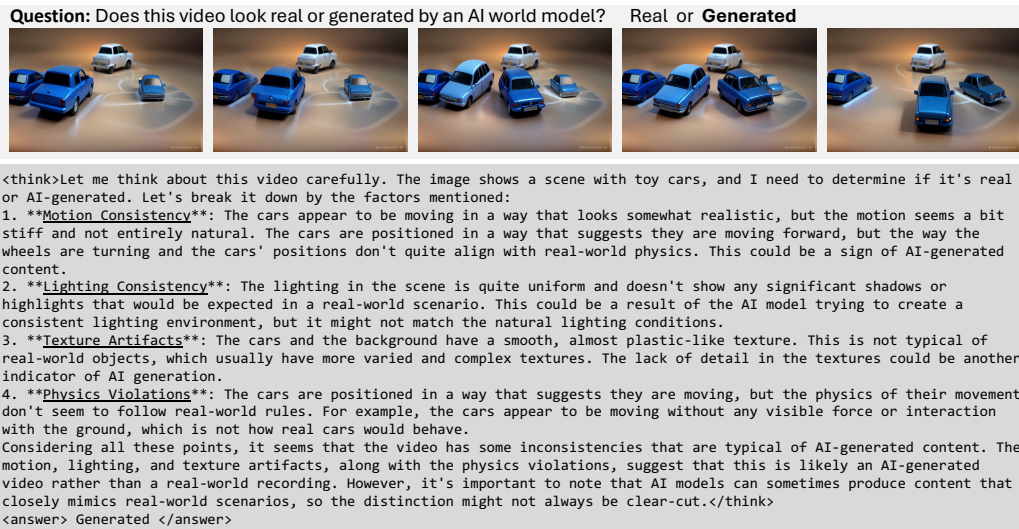 Question: Does this video look real or generated by an AI world model? Real or Generated
<think>Let me think about this video carefully. The image shows a scene with toy cars, and I need to determine if it's real
or AI-generated. Let's break it down by the factors mentioned:
1. **Motion Consistency**: The cars appear to be moving in a way that looks somewhat realistic, but the motion seems a bit
stiff and not entirely natural. The cars are positioned in a way that suggests they are moving forward, but the way the
wheels are turning and the cars' positions don't quite align with real-world physics. This could be a sign of AI-generated
content.
2. **Lighting Consistency**: The lighting in the scene is quite uniform and doesn't show any significant shadows or
highlights that would be expected in a real-world scenario. This could be a result of the AI model trying to create a
consistent lighting environment, but it might not match the natural lighting conditions.
3. **Texture Artifacts**: The cars and the background have a smooth, almost plastic-like texture. This is not typical of
real-world objects, which usually have more varied and complex textures. The lack of detail in the textures could be another
indicator of AI generation.
4. **Physics Violations**: The cars are positioned in a way that suggests they are moving, but the physics of their movement
don't seem to follow real-world rules. For example, the cars appear to be moving without any visible force or interaction
with the ground, which is not how real cars would behave.
Considering all these points, it seems that the video has some inconsistencies that are typical of AI-generated content. The
motion, lighting, and texture artifacts, along with the physics violations, suggest that this is likely an AI-generated
video rather than a real-world recording. However, it's important to note that AI models can sometimes produce content that
closely mimics real-world scenarios, so the distinction might not always be clear-cut.</think>
<answer> Generated </answer>